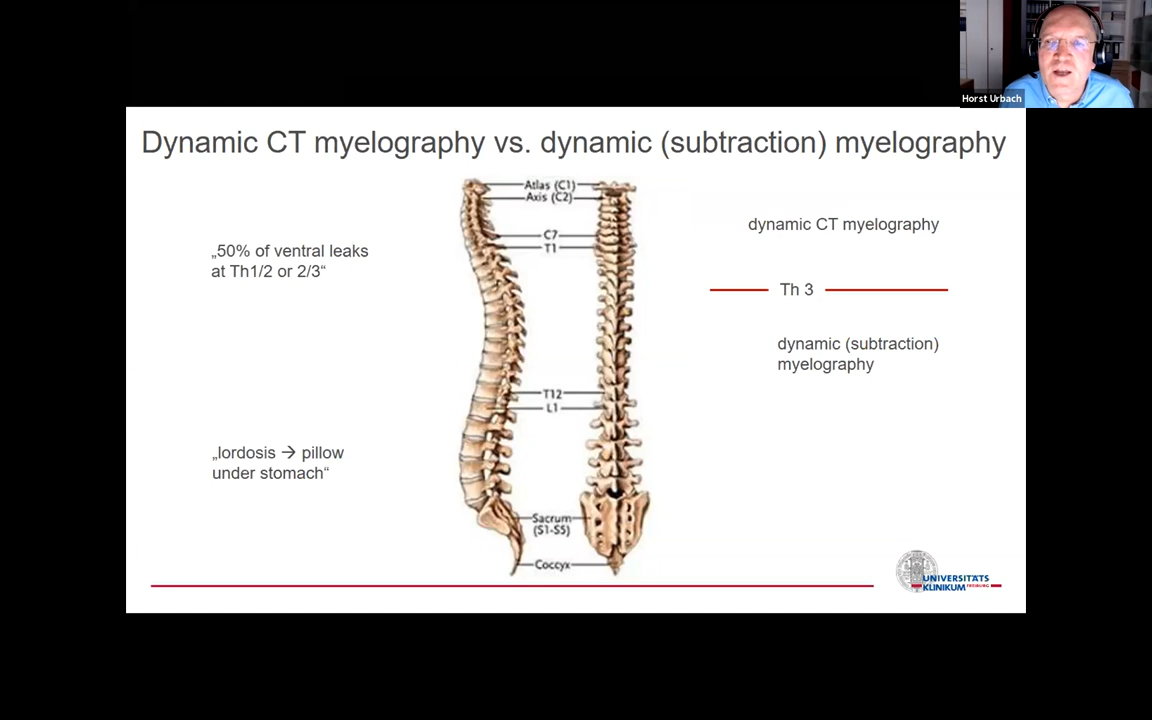 Horst Urbach
Dynamic CT myelography vs. dynamic (subtraction) myelography
„50% of ventral leaks
at Th1/2 or 2/3“
„lordosis → pillow
under stomach“
Atlas (C1)
Axis (C2)
C7
T1
T12
L1
Sacrum
(S1-S5)
Coccyx
dynamic CT myelography
Th 3
dynamic (subtraction)
myelography
UNIVERSITÄTS
KLINIKUM FREIBURG